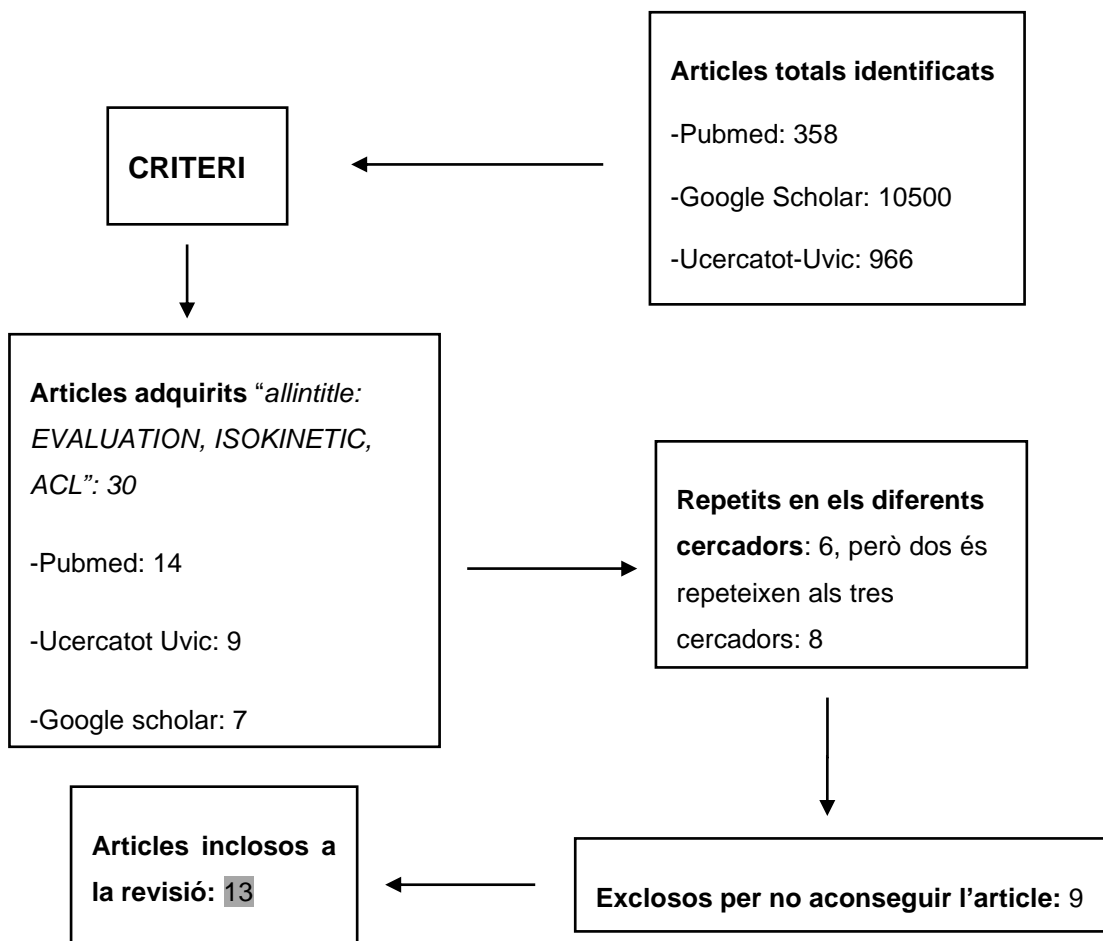 Articles totals identificats
-Pubmed: 358
-Google Scholar: 10500
-Ucercatot-Uvic: 966
CRITERI
Articles adquirits “allintitle:
EVALUATION, ISOKINETIC,
ACL”: 30
-Pubmed: 14
-Ucercatot Uvic: 9
-Google scholar: 7
Repetits en els diferents
cercadors: 6, però dos és
repeteixen als tres
cercadors: 8
Exclosos per no aconseguir l’article: 9
Articles inclosos a
la revisió: 13